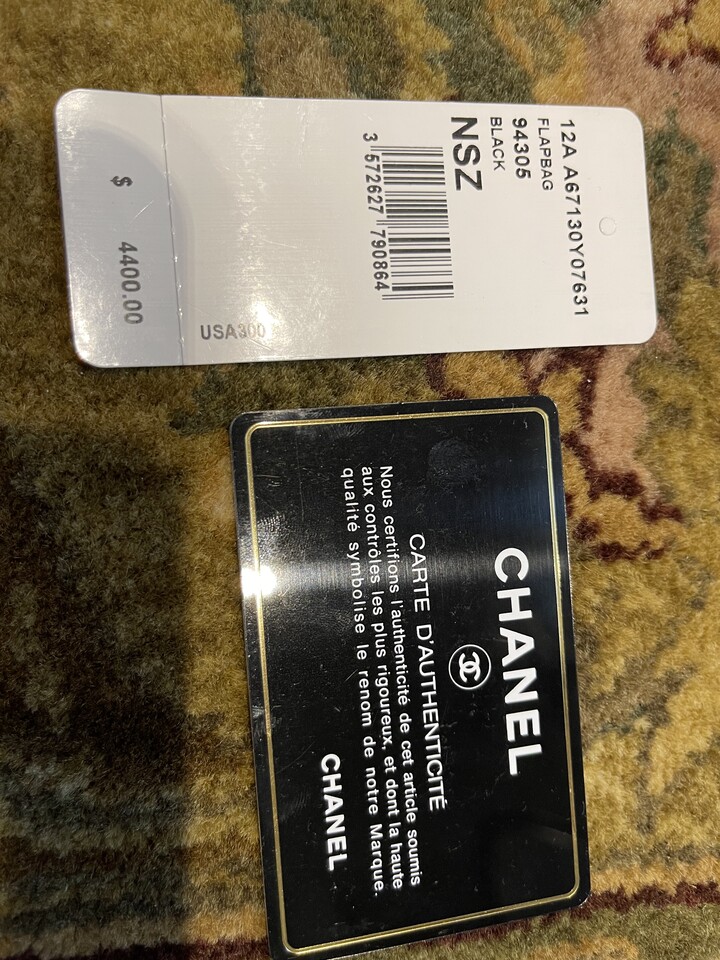 12A A67130Y07631
FLAPBAG
94305
BLACK
NSZ
3 572627 790864
USA300
$ 4400.00
CHANEL
CARTE D'AUTHENTICITÉ
Nous certifions l'authenticité de cet article soumis
aux contrôles les plus rigoureux, et dont la haute
qualité symbolise le renom de notre Marque.
CHANEL